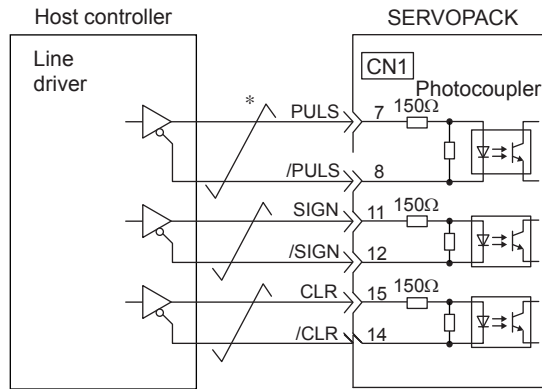 Host controller
SERVOPACK
Line
driver
CN1
Photocoupler
*
PULS 7 150Ω
/PULS 8
SIGN 11 150Ω
/SIGN 12
CLR 15 150Ω
/CLR 14